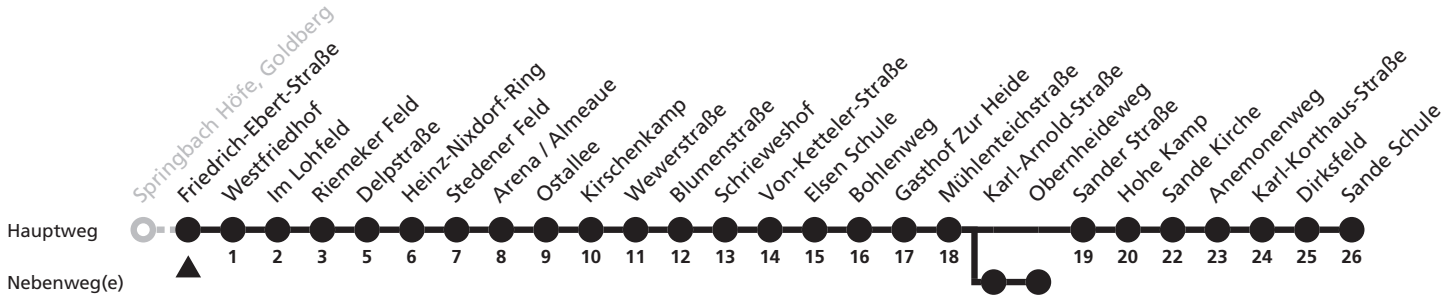 Springbach Höfe, Goldberg
Friedrich-Ebert-Straße
Westfriedhof
Im Lohfeld
Riemeker Feld
Delpstraße
Heinz-Nixdorf-Ring
Stedener Feld
Arena / Almeaue
Ostallee
Kirschenkamp
Wewerstraße
Blumenstraße
Schrieweshof
Von-Ketteler-Straße
Elsen Schule
Bohlenweg
Gasthof Zur Heide
Mühlenteichstraße
Karl-Arnold-Straße
Obernheideweg
Sander Straße
Hohe Kamp
Sande Kirche
Anemonenweg
Karl-Korthaus-Straße
Dirksfeld
Sande Schule
Hauptweg
1 2 3 5 6 7 8 9 10 11 12 13 14 15 16 17 18 19 20 22 23 24 25 26
Nebenweg(e)